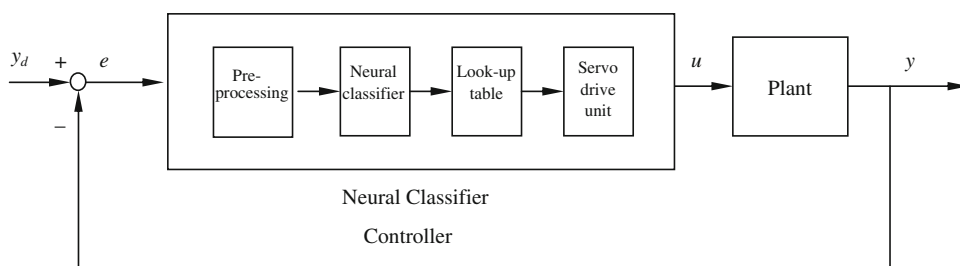 y_d
+
e
−
Pre-
processing
Neural
classifier
Look-up
table
Servo
drive
unit
u
Plant
y
Neural Classifier
Controller